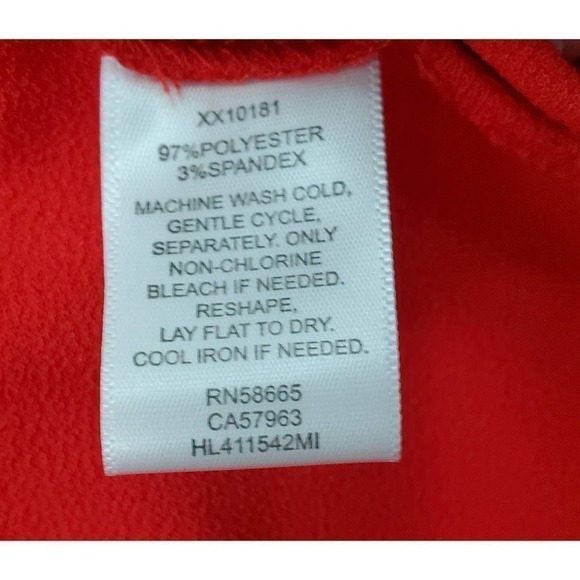 XX10181
97%POLYESTER
3%SPANDEX
MACHINE WASH COLD,
GENTLE CYCLE,
SEPARATELY. ONLY
NON-CHLORINE
BLEACH IF NEEDED.
RESHAPE,
LAY FLAT TO DRY.
COOL IRON IF NEEDED.
RN58665
CA57963
HL411542MI